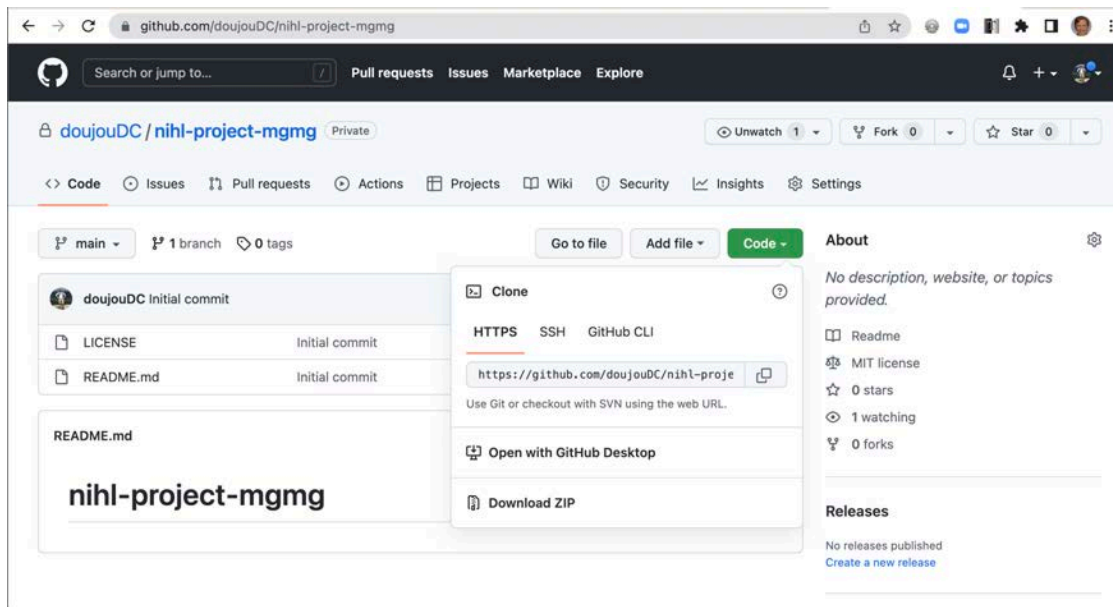 github.com/doujouDC/nihl-project-mgmg
Search or jump to... / Pull requests Issues Marketplace Explore
doujouDC / nihl-project-mgmg Private Unwatch 1 Fork 0 Star 0
Code Issues Pull requests Actions Projects Wiki Security Insights Settings
main 1 branch 0 tags Go to file Add file Code
About
No description, website, or topics
provided.
Readme
MIT license
0 stars
1 watching
0 forks
Releases
No releases published
Create a new release
doujouDC Initial commit
LICENSE Initial commit
README.md Initial commit
README.md
nihl-project-mgmg
Clone
HTTPS SSH GitHub CLI
https://github.com/doujouDC/nihl-proje
Use Git or checkout with SVN using the web URL.
Open with GitHub Desktop
Download ZIP